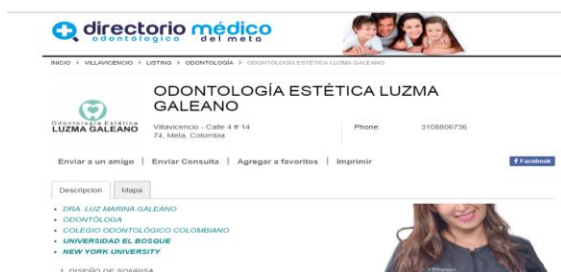 directorio médico
odontológico del meta
INICIO > VILLAVICENCIO > LISTING > ODONTOLOGÍA > ODONTOLOGÍA ESTÉTICA LUZMA GALEANO
ODONTOLOGÍA ESTÉTICA LUZMA
GALEANO
Odontología Estética
LUZMA GALEANO
Villavicencio - Calle 4 # 14
74, Meta, Colombia
Phone:
3108806736
Enviar a un amigo | Enviar Consulta | Agregar a favoritos | Imprimir
f Facebook
Descripcion
Mapa
• DRA. LUZ MARINA GALEANO
• ODONTÓLOGA
• COLEGIO ODONTOLÓGICO COLOMBIANO
• UNIVERSIDAD EL BOSQUE
• NEW YORK UNIVERSITY
1. DISEÑO DE SONRISA